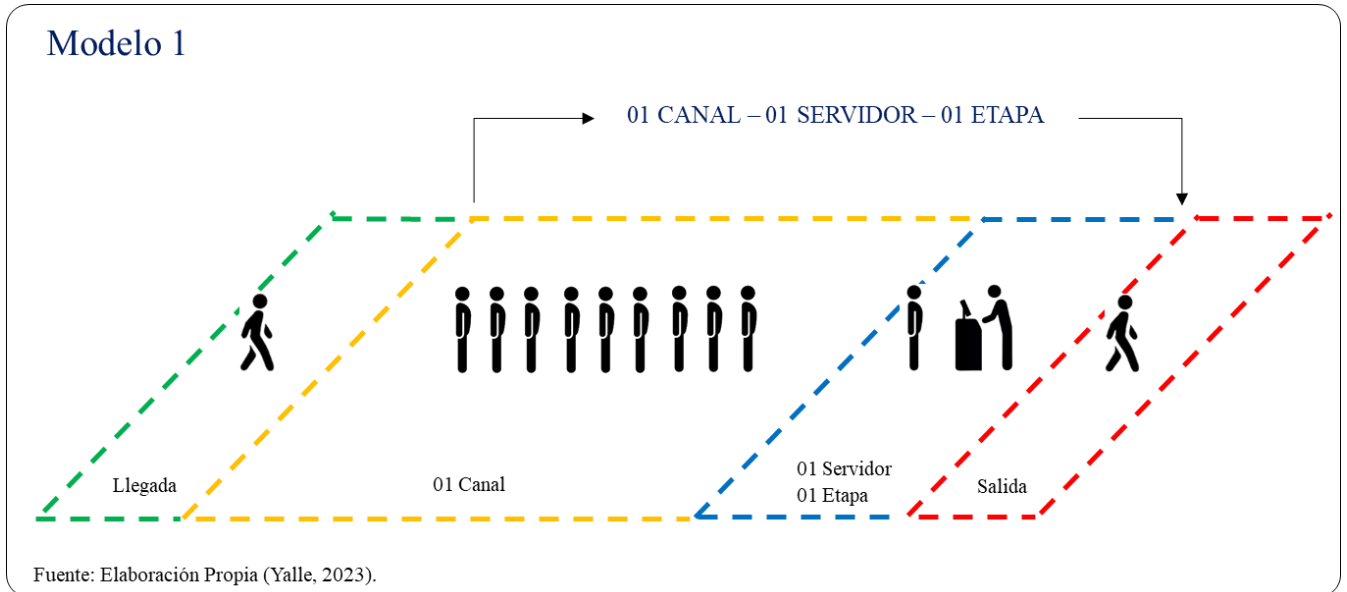 Modelo 1
01 CANAL – 01 SERVIDOR – 01 ETAPA
Llegada
01 Canal
01 Servidor
01 Etapa
Salida
Fuente: Elaboración Propia (Yalle, 2023).